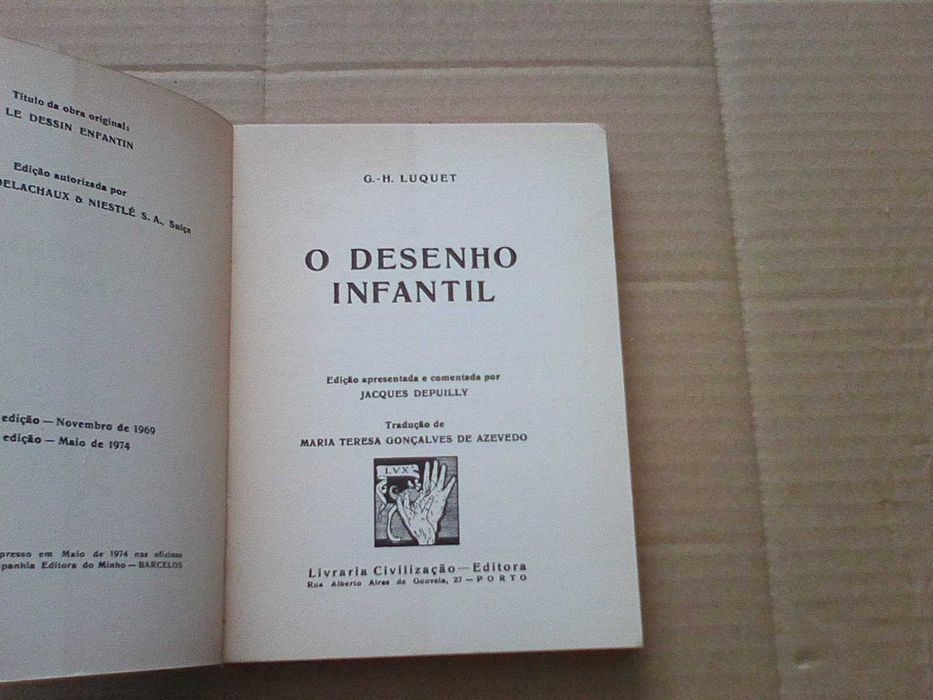 Título da obra original:
LE DESSIN ENFANTIN
Edição autorizada por
DELACHAUX & NIESTLÉ S. A., Suíça
edição — Novembro de 1969
edição — Maio de 1974
presso em Maio de 1974 nas oficinas
panhia Editora do Minho — BARCELOS
G.-H. LUQUET
O DESENHO
INFANTIL
Edição apresentada e comentada por
JACQUES DEPUILLY
Tradução de
MARIA TERESA GONÇALVES DE AZEVEDO
LVX
Livraria Civilização — Editora
Rua Alberto Aires de Gouveia, 27 — PORTO